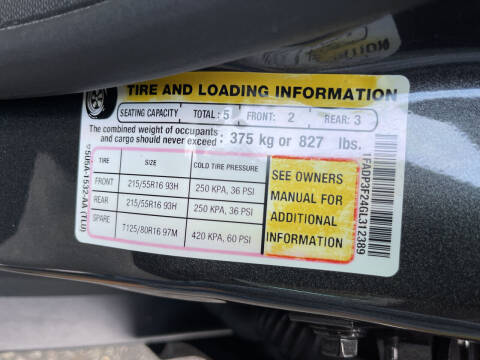 TIRE AND LOADING INFORMATION
SEATING CAPACITY TOTAL: 5 FRONT: 2 REAR: 3
The combined weight of occupants and cargo should never exceed: 375 kg or 827 lbs.
TIRE SIZE COLD TIRE PRESSURE
FRONT 215/55R16 93H 250 KPA, 36 PSI
REAR 215/55R16 93H 250 KPA, 36 PSI
SPARE T125/80R16 97M 420 KPA, 60 PSI
SEE OWNERS
MANUAL FOR
ADDITIONAL
INFORMATION
1FADP3F24GL312389